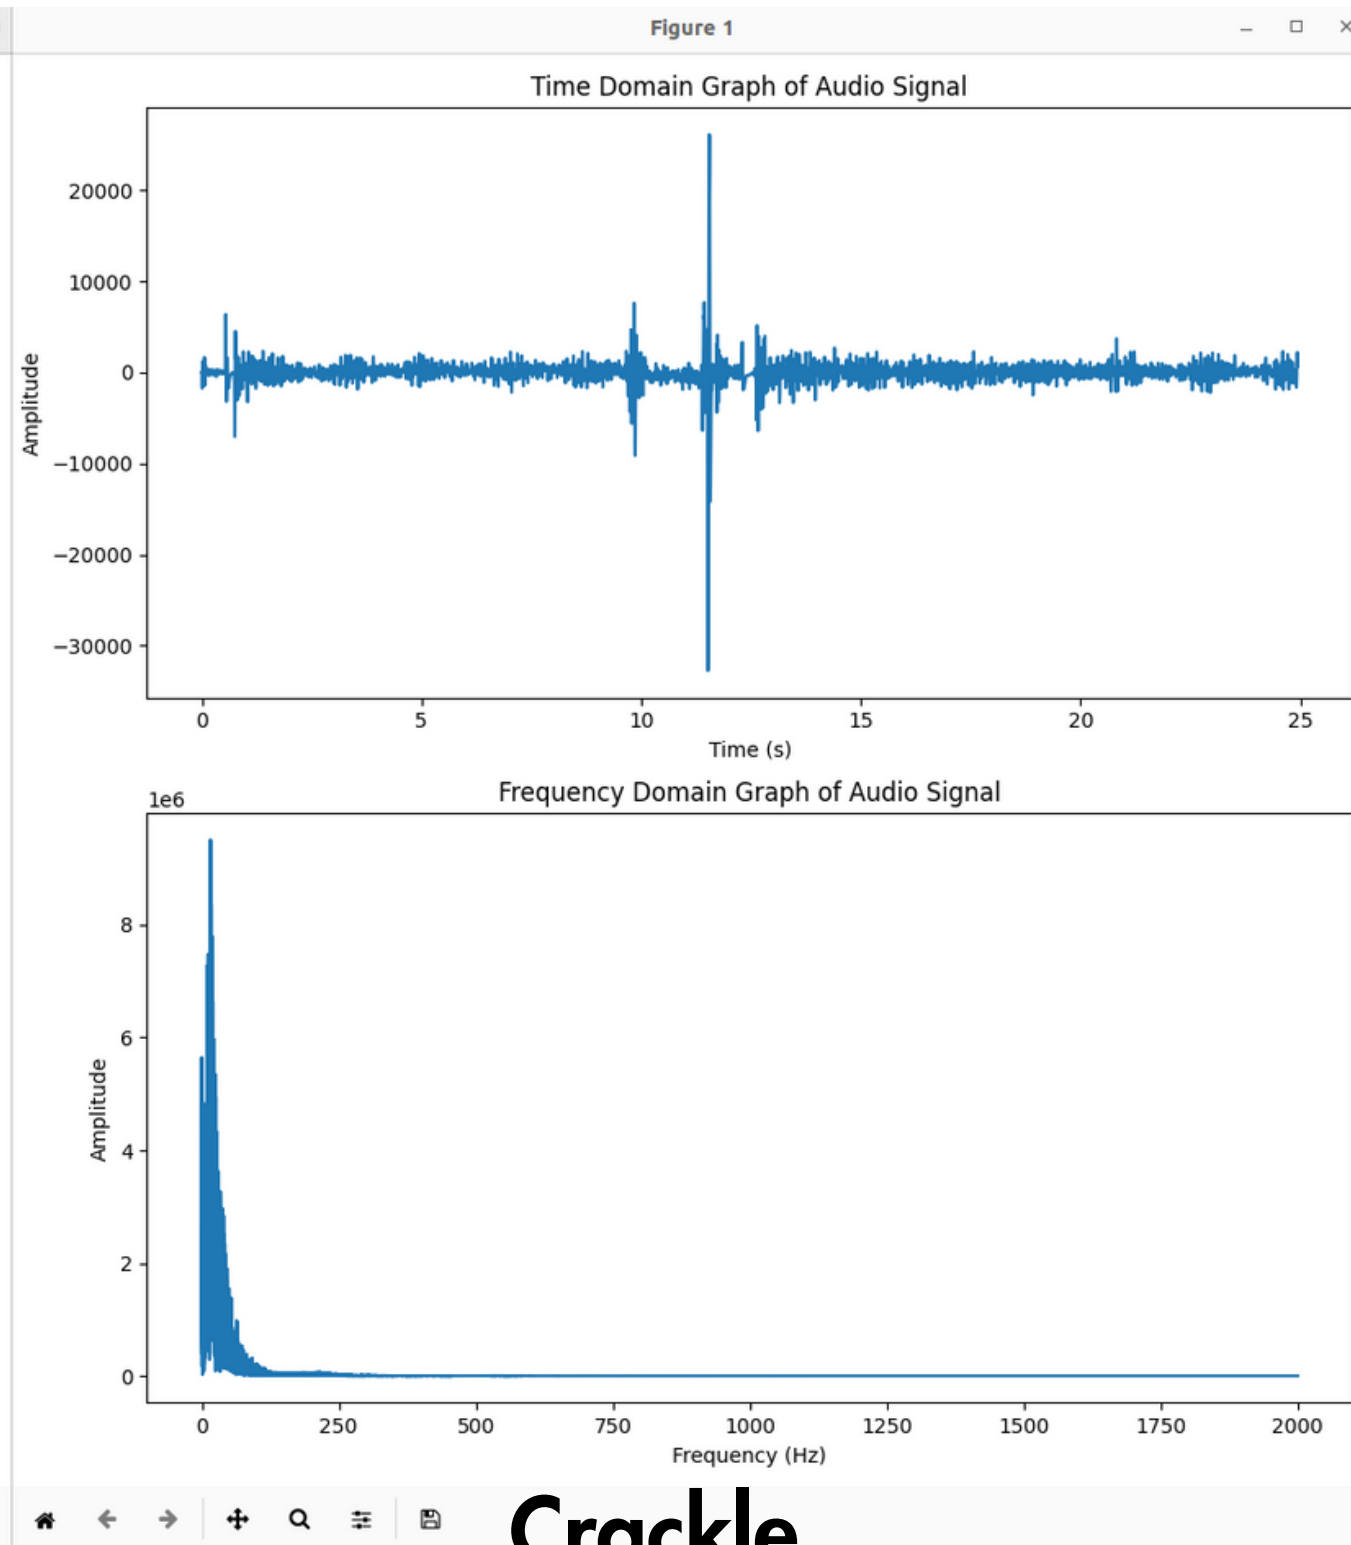 Figure 1
Time Domain Graph of Audio Signal
20000
10000
0
−10000
−20000
−30000
Amplitude
0 5 10 15 20 25
Time (s)
Frequency Domain Graph of Audio Signal
1e6
8
6
4
2
0
Amplitude
0 250 500 750 1000 1250 1500 1750 2000
Frequency (Hz)
Crackle